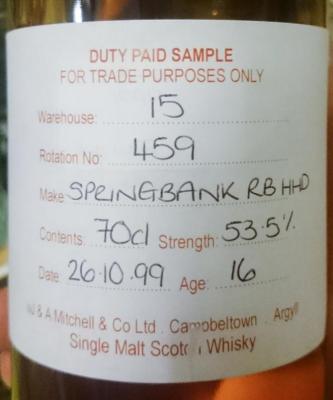 DUTY PAID SAMPLE
FOR TRADE PURPOSES ONLY
Warehouse: 15
Rotation No: 459
Make SPRINGBANK RB HHD
Contents: 70cl Strength: 53.5%
Date: 26.10.99 Age: 16
& A Mitchell & Co Ltd . Campbeltown . Argyll
Single Malt Scotch Whisky